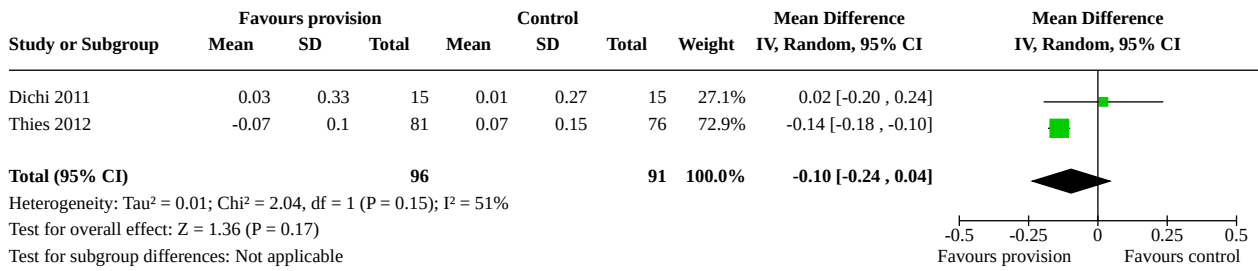 Favours provision Control Mean Difference Mean Difference
Study or Subgroup Mean SD Total Mean SD Total Weight IV, Random, 95% CI IV, Random, 95% CI
Dichi 2011 0.03 0.33 15 0.01 0.27 15 27.1% 0.02 [-0.20 , 0.24]
Thies 2012 -0.07 0.1 81 0.07 0.15 76 72.9% -0.14 [-0.18 , -0.10]
Total (95% CI) 96 91 100.0% -0.10 [-0.24 , 0.04]
Heterogeneity: Tau² = 0.01; Chi² = 2.04, df = 1 (P = 0.15); I² = 51%
Test for overall effect: Z = 1.36 (P = 0.17)
Test for subgroup differences: Not applicable
-0.5 -0.25 0 0.25 0.5
Favours provision Favours control